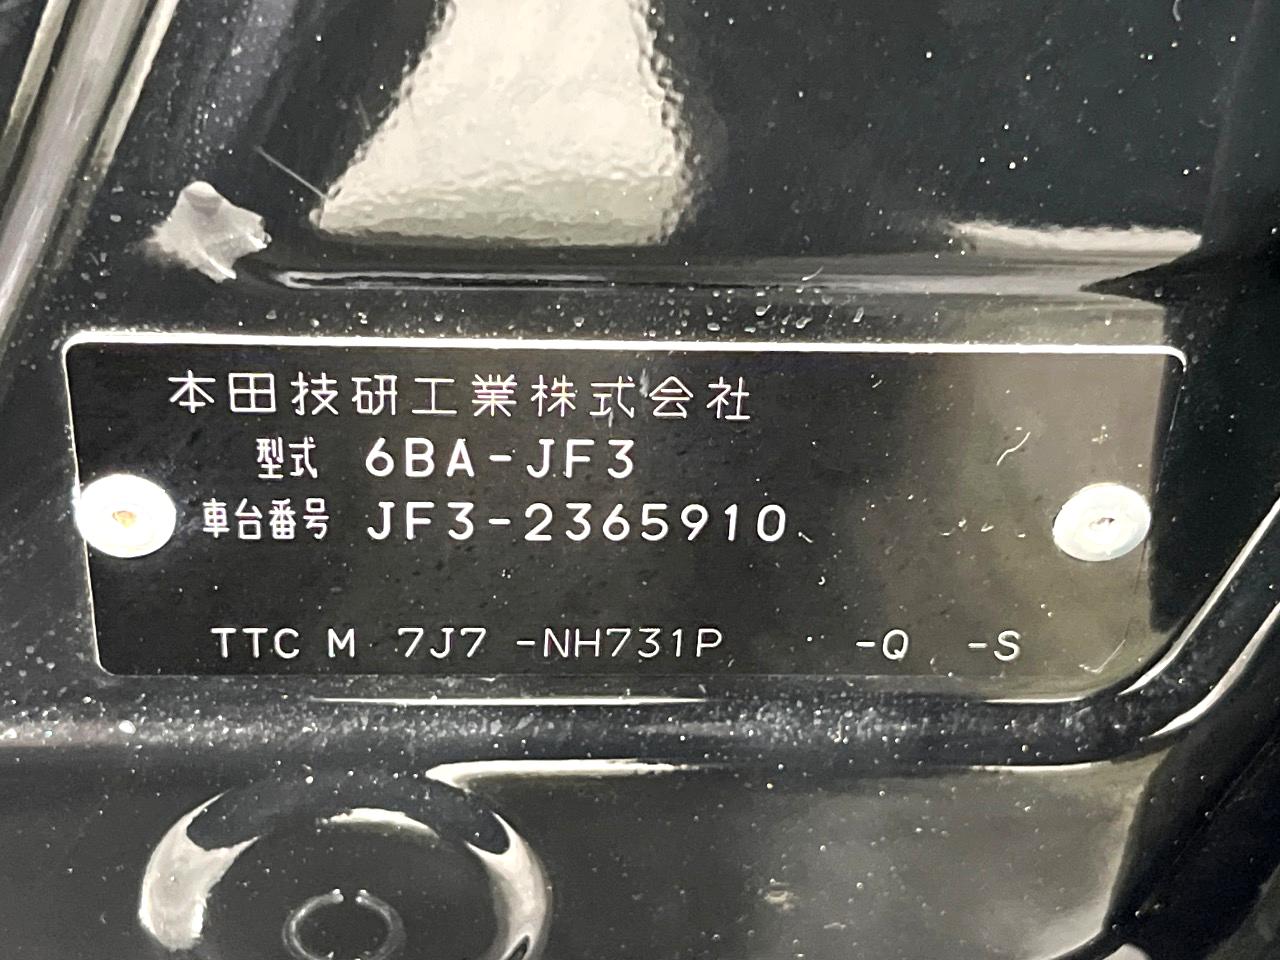 本田技研工業株式会社
型式 6BA-JF3
車台番号 JF3-2365910
TTC M 7J7 -NH731P -Q -S